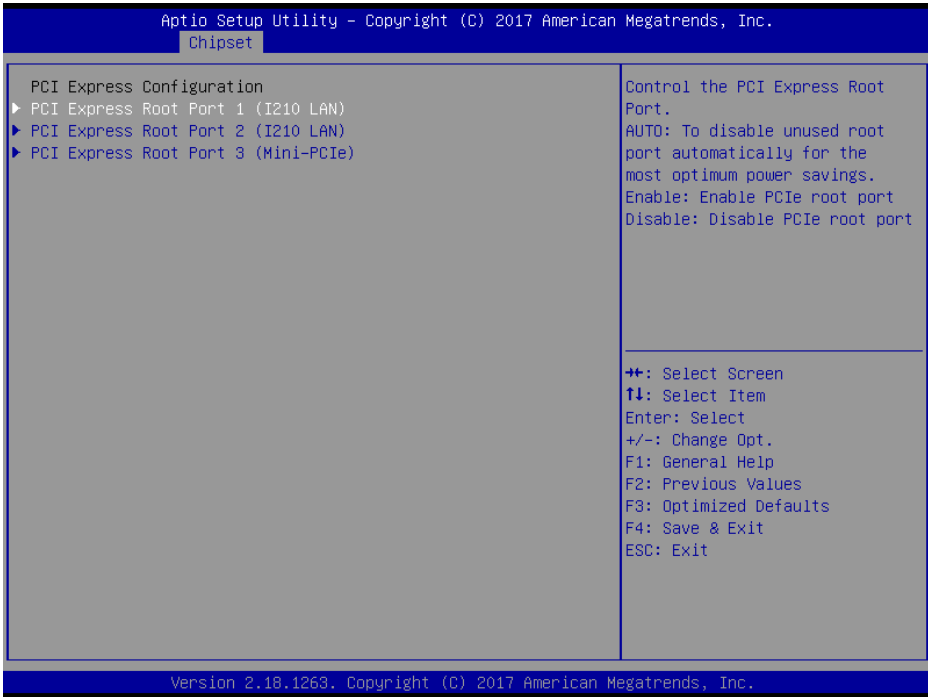 Aptio Setup Utility – Copyright (C) 2017 American Megatrends, Inc.
Chipset
PCI Express Configuration
PCI Express Root Port 1 (I210 LAN)
PCI Express Root Port 2 (I210 LAN)
PCI Express Root Port 3 (Mini-PCIe)
Control the PCI Express Root
Port.
AUTO: To disable unused root
port automatically for the
most optimum power savings.
Enable: Enable PCIe root port
Disable: Disable PCIe root port
→←: Select Screen
↑↓: Select Item
Enter: Select
+/-: Change Opt.
F1: General Help
F2: Previous Values
F3: Optimized Defaults
F4: Save & Exit
ESC: Exit
Version 2.18.1263. Copyright (C) 2017 American Megatrends, Inc.